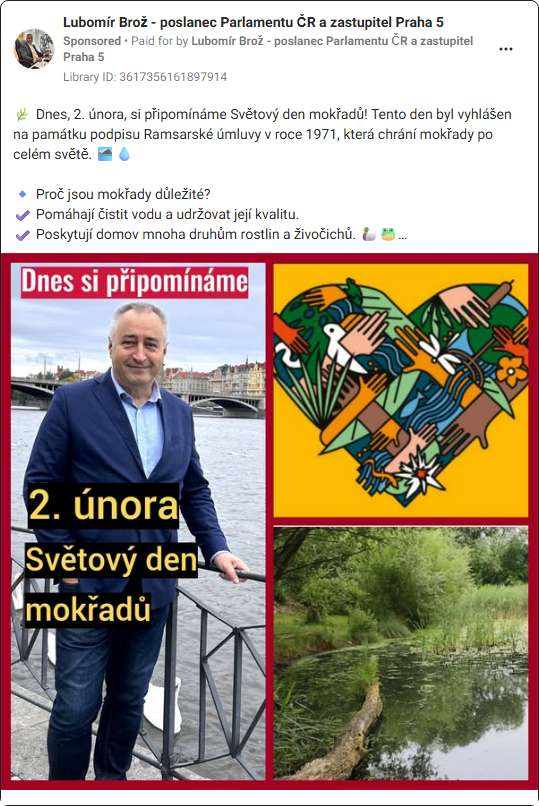 Lubomír Brož - poslanec Parlamentu ČR a zastupitel Praha 5
Sponsored • Paid for by Lubomír Brož - poslanec Parlamentu ČR a zastupitel
Praha 5
Library ID: 3617356161897914
🌿 Dnes, 2. února, si připomínáme Světový den mokřadů! Tento den byl vyhlášen
na památku podpisu Ramsarské úmluvy v roce 1971, která chrání mokřady po
celém světě. 🏞️ 💧
🔹 Proč jsou mokřady důležité?
✔️ Pomáhají čistit vodu a udržovat její kvalitu.
✔️ Poskytují domov mnoha druhům rostlin a živočichů. 🦆 🐸 ...
Dnes si připomínáme
2. února
Světový den
mokřadů